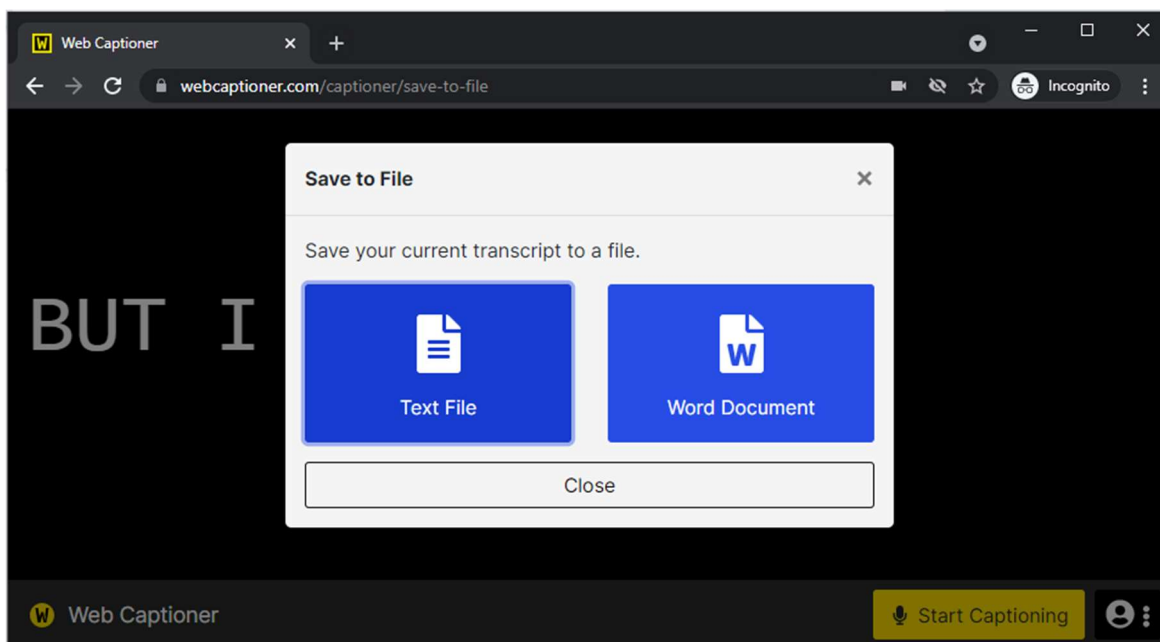 Web Captioner
webcaptioner.com/captioner/save-to-file
Incognito
Save to File
Save your current transcript to a file.
BUT I
Text File
W
Word Document
Close
W Web Captioner
Start Captioning